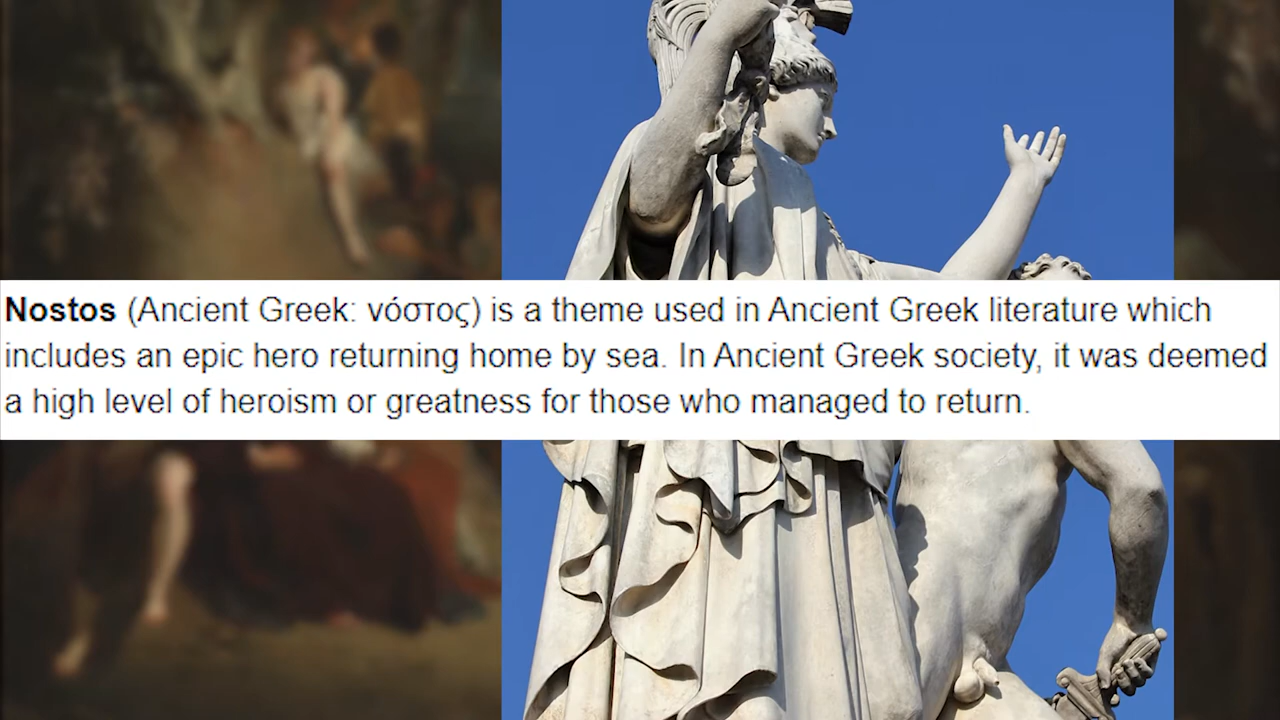 Nostos (Ancient Greek: νόστος) is a theme used in Ancient Greek literature which
includes an epic hero returning home by sea. In Ancient Greek society, it was deemed
a high level of heroism or greatness for those who managed to return.